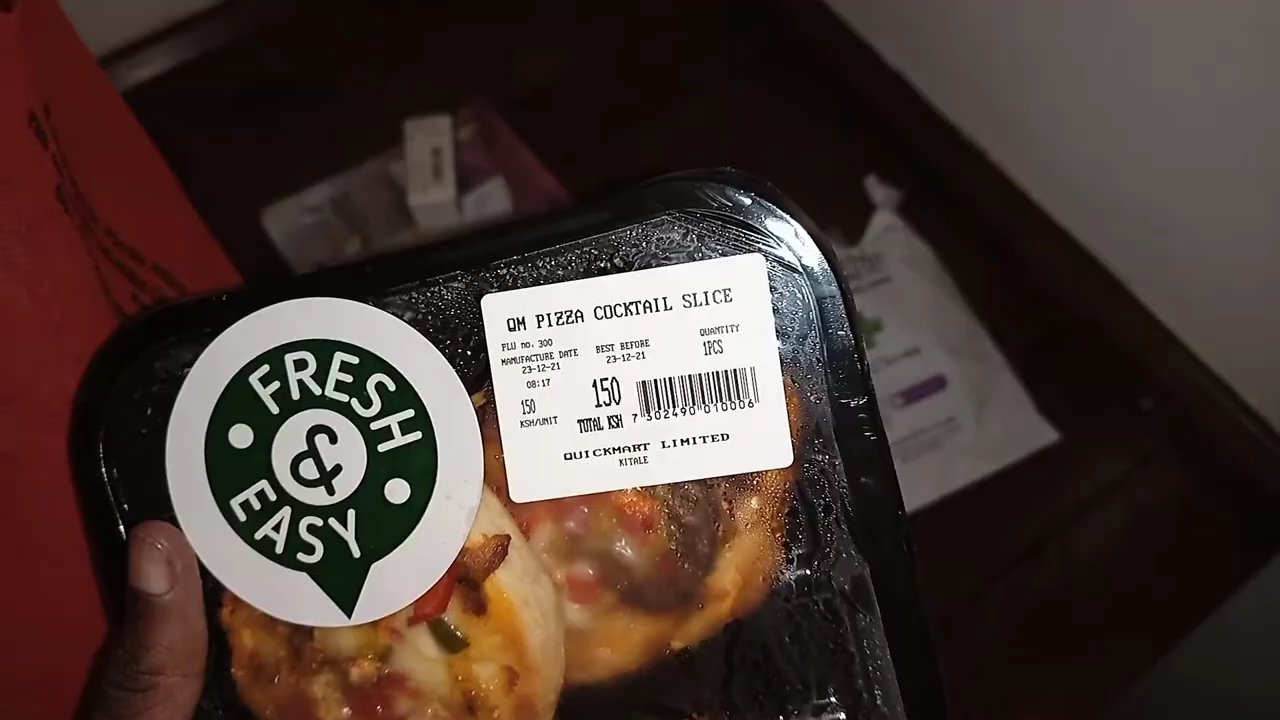 FRESH
&
EASY
QM PIZZA COCKTAIL SLICE
PLU no. 300
MANUFACTURE DATE
23-12-21
08:17
BEST BEFORE
23-12-21
QUANTITY
1PCS
150
KSH/UNIT
150
TOTAL KSH
7 302490 010006
QUICKMART LIMITED
KITALE